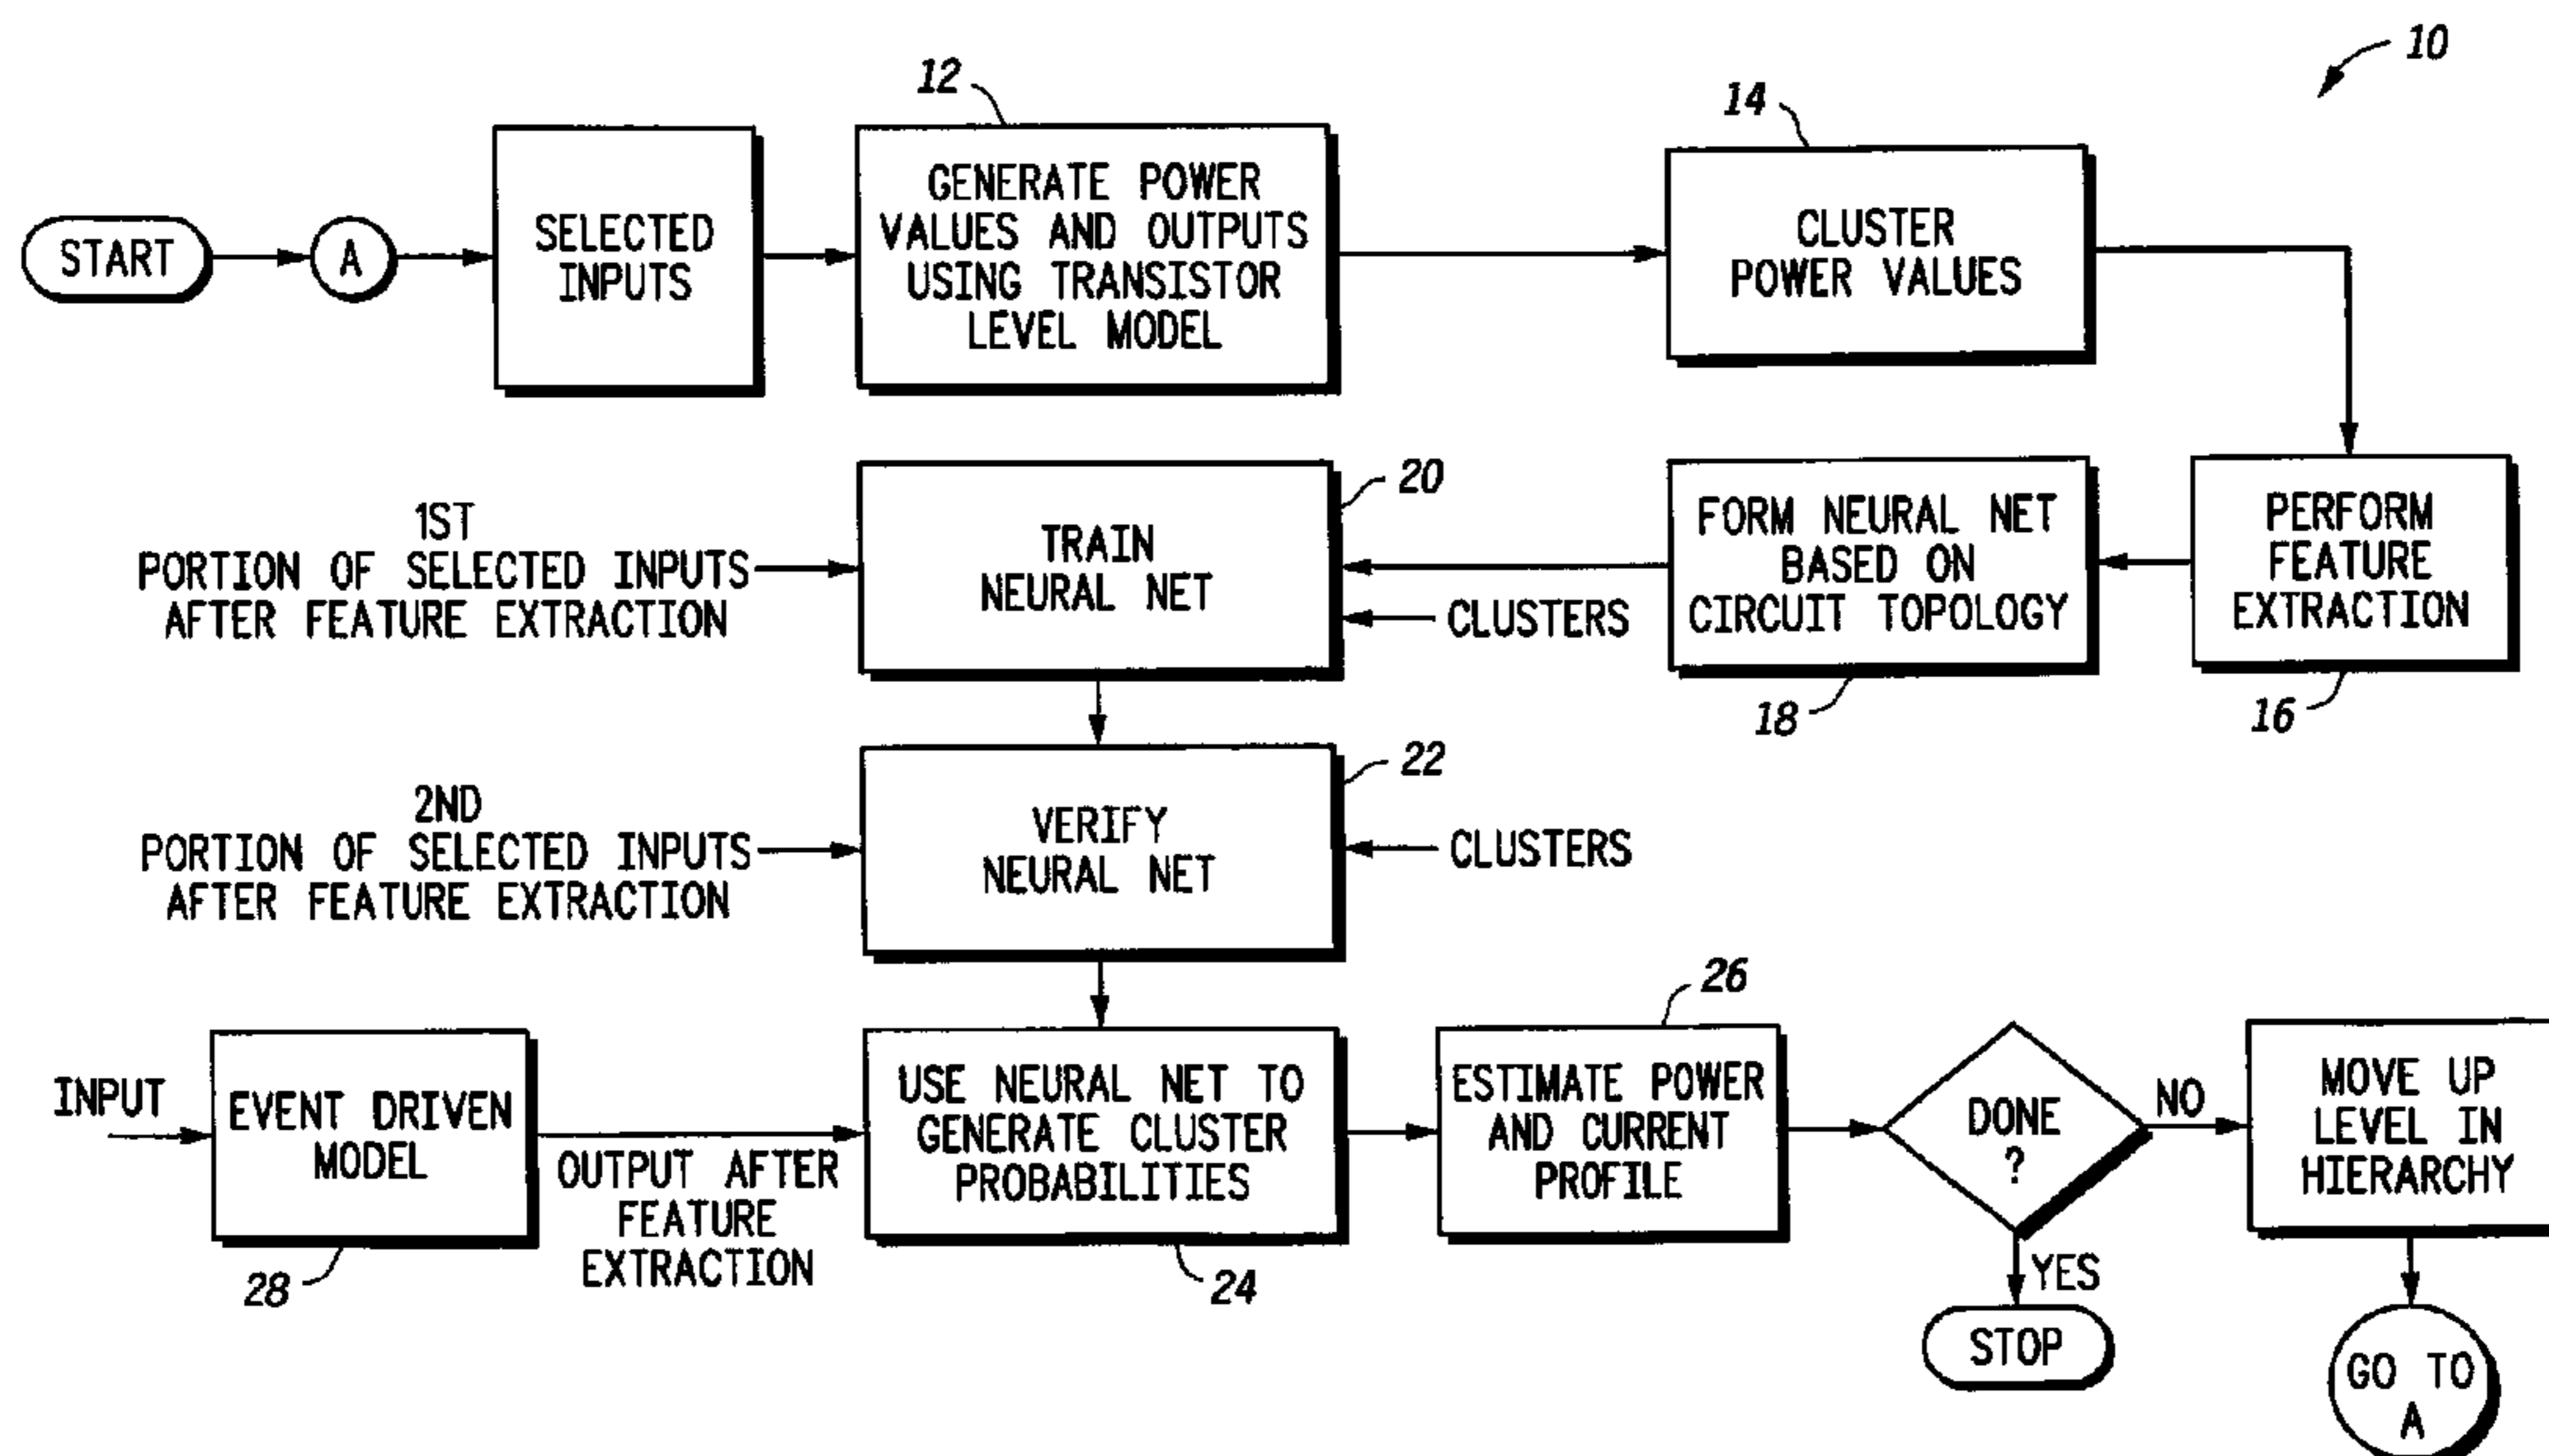 10
12
14
START
A
SELECTED
INPUTS
GENERATE POWER
VALUES AND OUTPUTS
USING TRANSISTOR
LEVEL MODEL
CLUSTER
POWER VALUES
PERFORM
FEATURE
EXTRACTION
16
FORM NEURAL NET
BASED ON
CIRCUIT TOPOLOGY
18
20
TRAIN
NEURAL NET
CLUSTERS
1ST
PORTION OF SELECTED INPUTS
AFTER FEATURE EXTRACTION
22
VERIFY
NEURAL NET
CLUSTERS
2ND
PORTION OF SELECTED INPUTS
AFTER FEATURE EXTRACTION
INPUT
EVENT DRIVEN
MODEL
28
OUTPUT AFTER
FEATURE
EXTRACTION
USE NEURAL NET TO
GENERATE CLUSTER
PROBABILITIES
24
26
ESTIMATE POWER
AND CURRENT
PROFILE
DONE
?
NO
YES
STOP
MOVE UP
LEVEL IN
HIERARCHY
GO TO
A